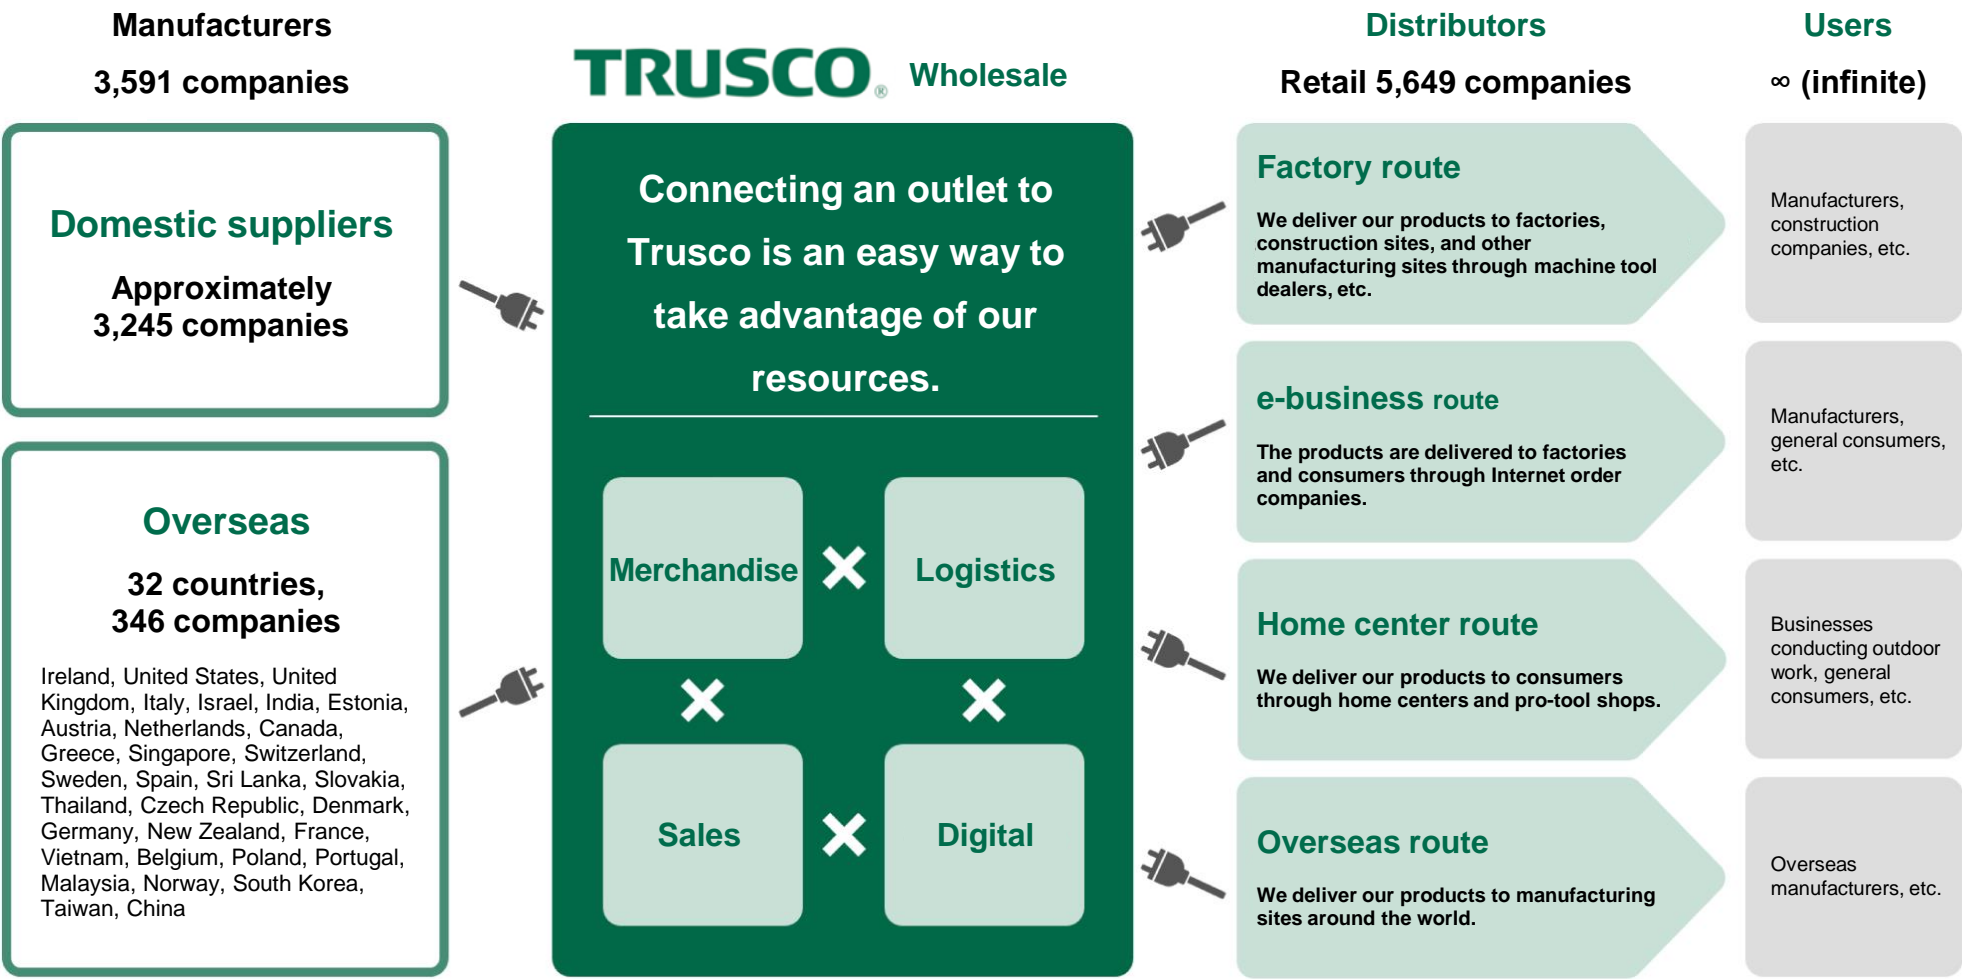 Manufacturers
3,591 companies
Domestic suppliers
Approximately
3,245 companies
Overseas
32 countries,
346 companies
Ireland, United States, United
Kingdom, Italy, Israel, India, Estonia,
Austria, Netherlands, Canada,
Greece, Singapore, Switzerland,
Sweden, Spain, Sri Lanka, Slovakia,
Thailand, Czech Republic, Denmark,
Germany, New Zealand, France,
Vietnam, Belgium, Poland, Portugal,
Malaysia, Norway, South Korea,
Taiwan, China
TRUSCO® Wholesale
Connecting an outlet to
Trusco is an easy way to
take advantage of our
resources.
Merchandise × Logistics
× ×
Sales × Digital
Distributors
Retail 5,649 companies
Factory route
We deliver our products to factories,
construction sites, and other
manufacturing sites through machine tool
dealers, etc.
e-business route
The products are delivered to factories
and consumers through Internet order
companies.
Home center route
We deliver our products to consumers
through home centers and pro-tool shops.
Overseas route
We deliver our products to manufacturing
sites around the world.
Users
∞ (infinite)
Manufacturers,
construction
companies, etc.
Manufacturers,
general consumers,
etc.
Businesses
conducting outdoor
work, general
consumers, etc.
Overseas
manufacturers, etc.